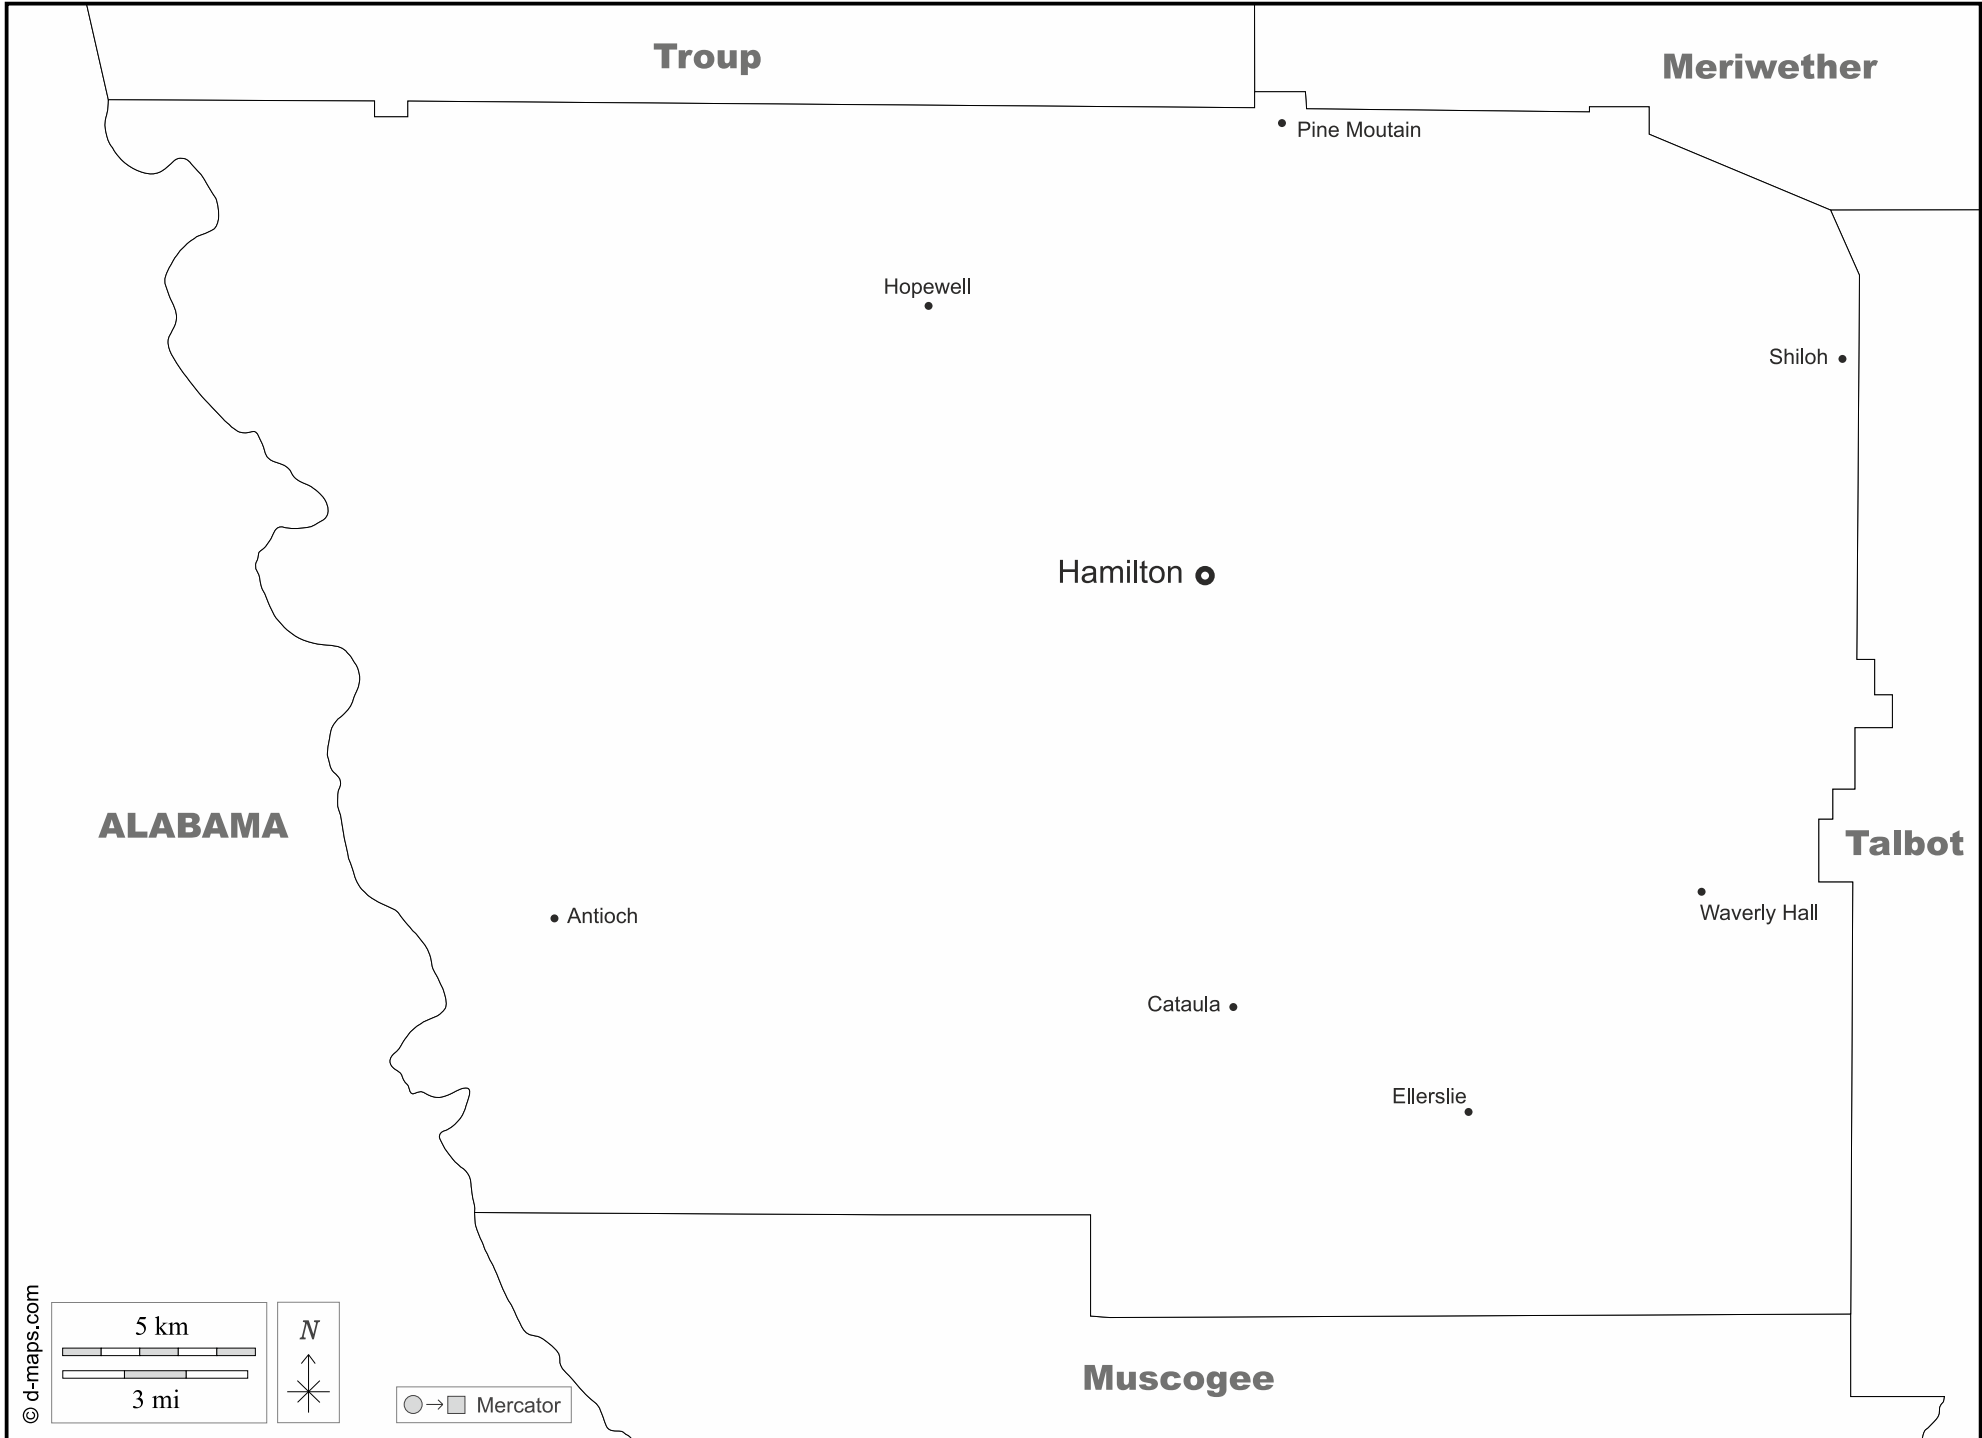 Troup
Meriwether
Pine Moutain
Hopewell
Shiloh
Hamilton
ALABAMA
Talbot
Waverly Hall
Antioch
Cataula
Ellerslie
Muscogee
© d-maps.com
5 km
3 mi
N
Mercator